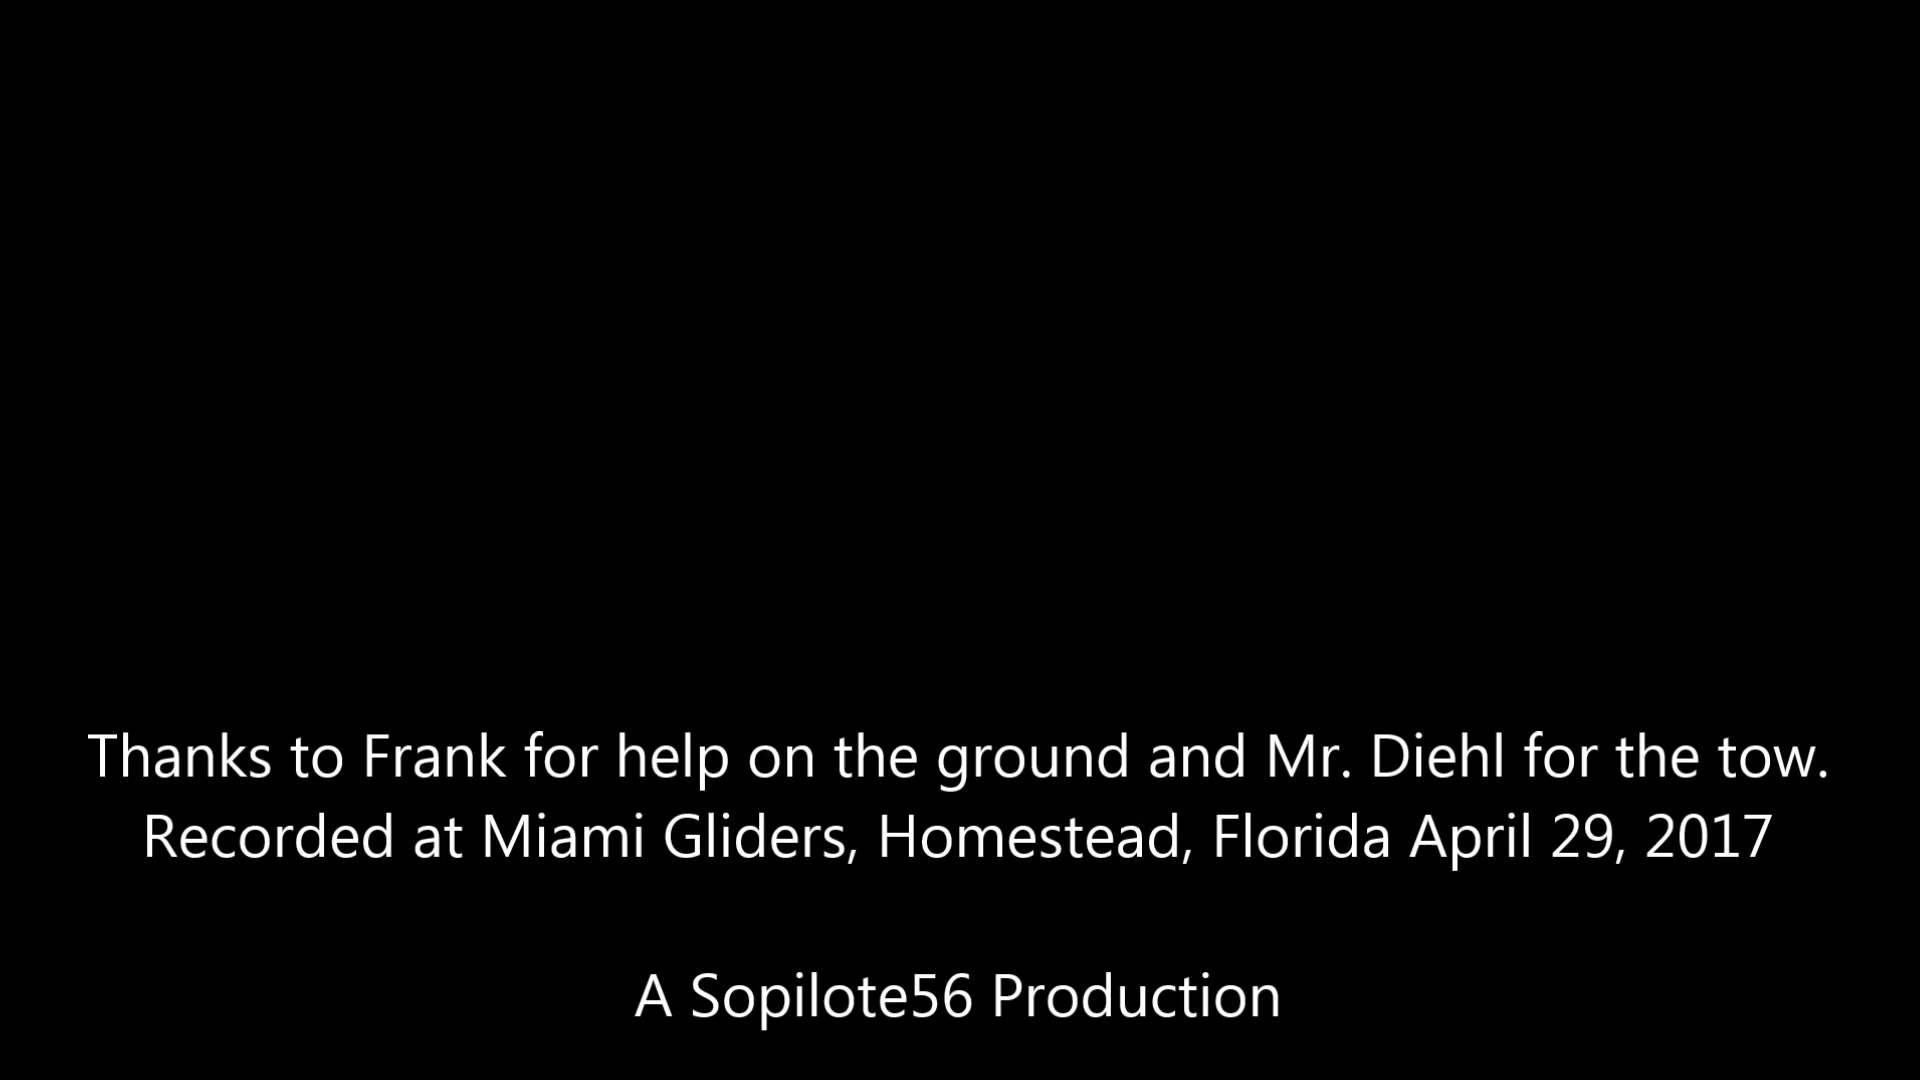 Thanks to Frank for help on the ground and Mr. Diehl for the tow.
Recorded at Miami Gliders, Homestead, Florida April 29, 2017
A Sopilote56 Production